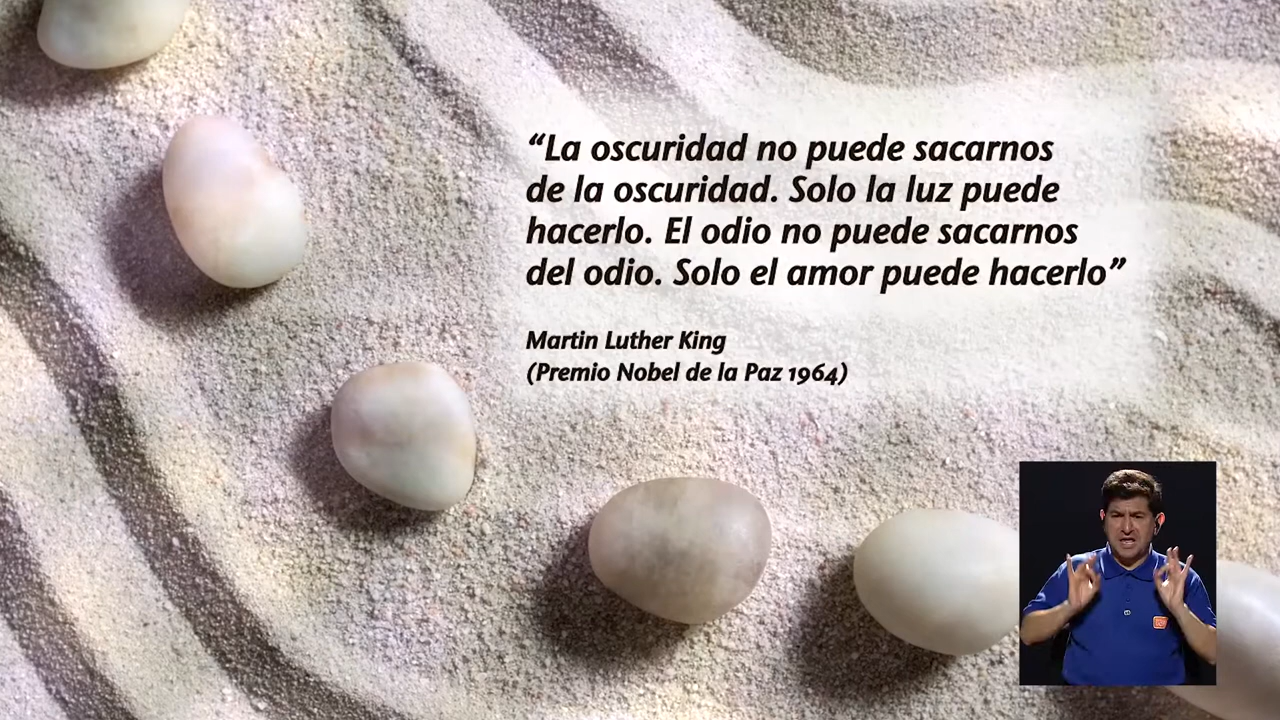 “La oscuridad no puede sacarnos
de la oscuridad. Solo la luz puede
hacerlo. El odio no puede sacarnos
del odio. Solo el amor puede hacerlo”
Martin Luther King
(Premio Nobel de la Paz 1964)